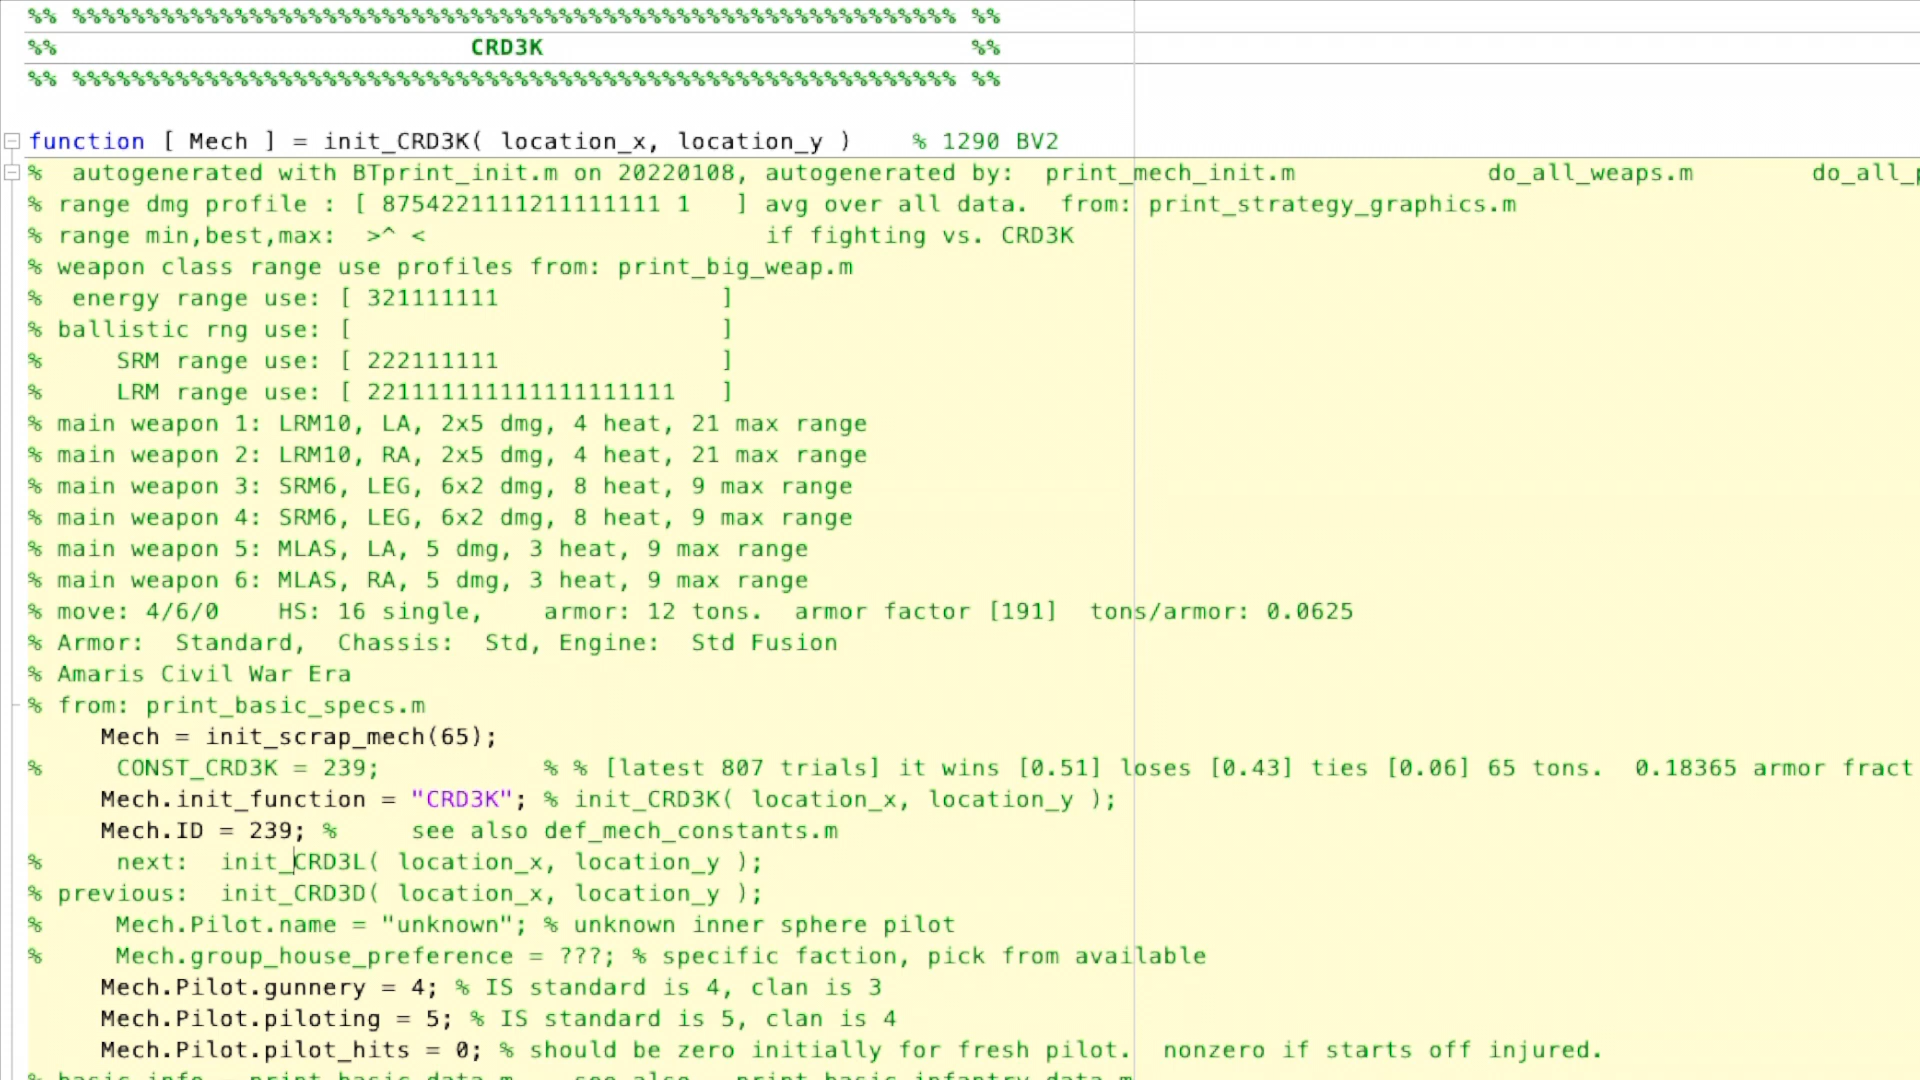 %% %%%%%%%%%%%%%%%%%%%%%%%%%%%%%%%%%%%%%%%%%%%%%%%%%%%%%%%%%%%% %%
%% CRD3K %%
%% %%%%%%%%%%%%%%%%%%%%%%%%%%%%%%%%%%%%%%%%%%%%%%%%%%%%%%%%%%%% %%
function [ Mech ] = init_CRD3K( location_x, location_y ) % 1290 BV2
% autogenerated with BTprint_init.m on 20220108, autogenerated by: print_mech_init.m do_all_weaps.m do_all_p
% range dmg profile : [ 8754221111211111111 1 ] avg over all data. from: print_strategy_graphics.m
% range min,best,max: >^ < if fighting vs. CRD3K
% weapon class range use profiles from: print_big_weap.m
% energy range use: [ 321111111 ]
% ballistic rng use: [ ]
% SRM range use: [ 222111111 ]
% LRM range use: [ 221111111111111111111 ]
% main weapon 1: LRM10, LA, 2x5 dmg, 4 heat, 21 max range
% main weapon 2: LRM10, RA, 2x5 dmg, 4 heat, 21 max range
% main weapon 3: SRM6, LEG, 6x2 dmg, 8 heat, 9 max range
% main weapon 4: SRM6, LEG, 6x2 dmg, 8 heat, 9 max range
% main weapon 5: MLAS, LA, 5 dmg, 3 heat, 9 max range
% main weapon 6: MLAS, RA, 5 dmg, 3 heat, 9 max range
% move: 4/6/0 HS: 16 single, armor: 12 tons. armor factor [191] tons/armor: 0.0625
% Armor: Standard, Chassis: Std, Engine: Std Fusion
% Amaris Civil War Era
% from: print_basic_specs.m
Mech = init_scrap_mech(65);
% CONST_CRD3K = 239; % % [latest 807 trials] it wins [0.51] loses [0.43] ties [0.06] 65 tons. 0.18365 armor fract
Mech.init_function = "CRD3K"; % init_CRD3K( location_x, location_y );
Mech.ID = 239; % see also def_mech_constants.m
% next: init_CRD3L( location_x, location_y );
% previous: init_CRD3D( location_x, location_y );
% Mech.Pilot.name = "unknown"; % unknown inner sphere pilot
% Mech.group_house_preference = ???; % specific faction, pick from available
Mech.Pilot.gunnery = 4; % IS standard is 4, clan is 3
Mech.Pilot.piloting = 5; % IS standard is 5, clan is 4
Mech.Pilot.pilot_hits = 0; % should be zero initially for fresh pilot. nonzero if starts off injured.
% basic info print_basic_data.m see also print_basic_infantry_data.m